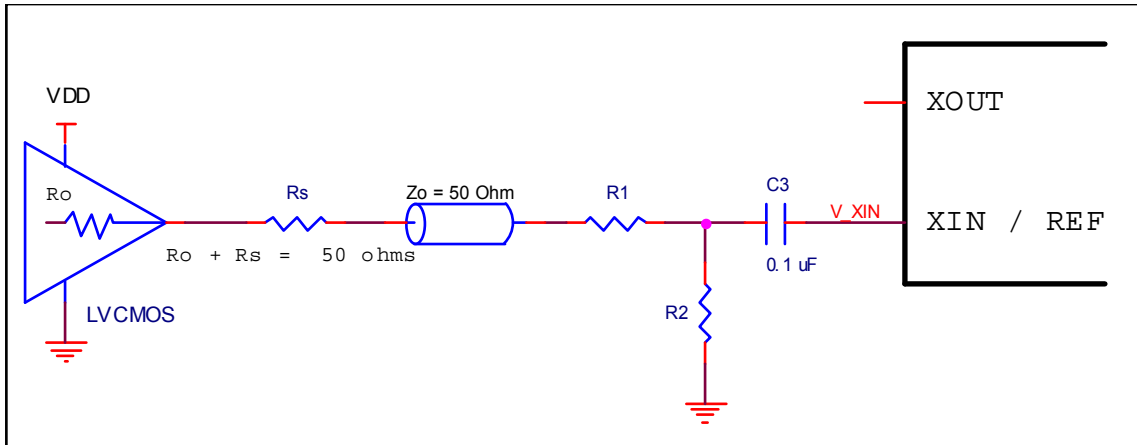 VDD
Ro
Rs
Zo = 50 Ohm
R1
C3
V_XIN
XOUT
XIN / REF
Ro + Rs = 50 ohms
0.1 uF
LVCMOS
R2